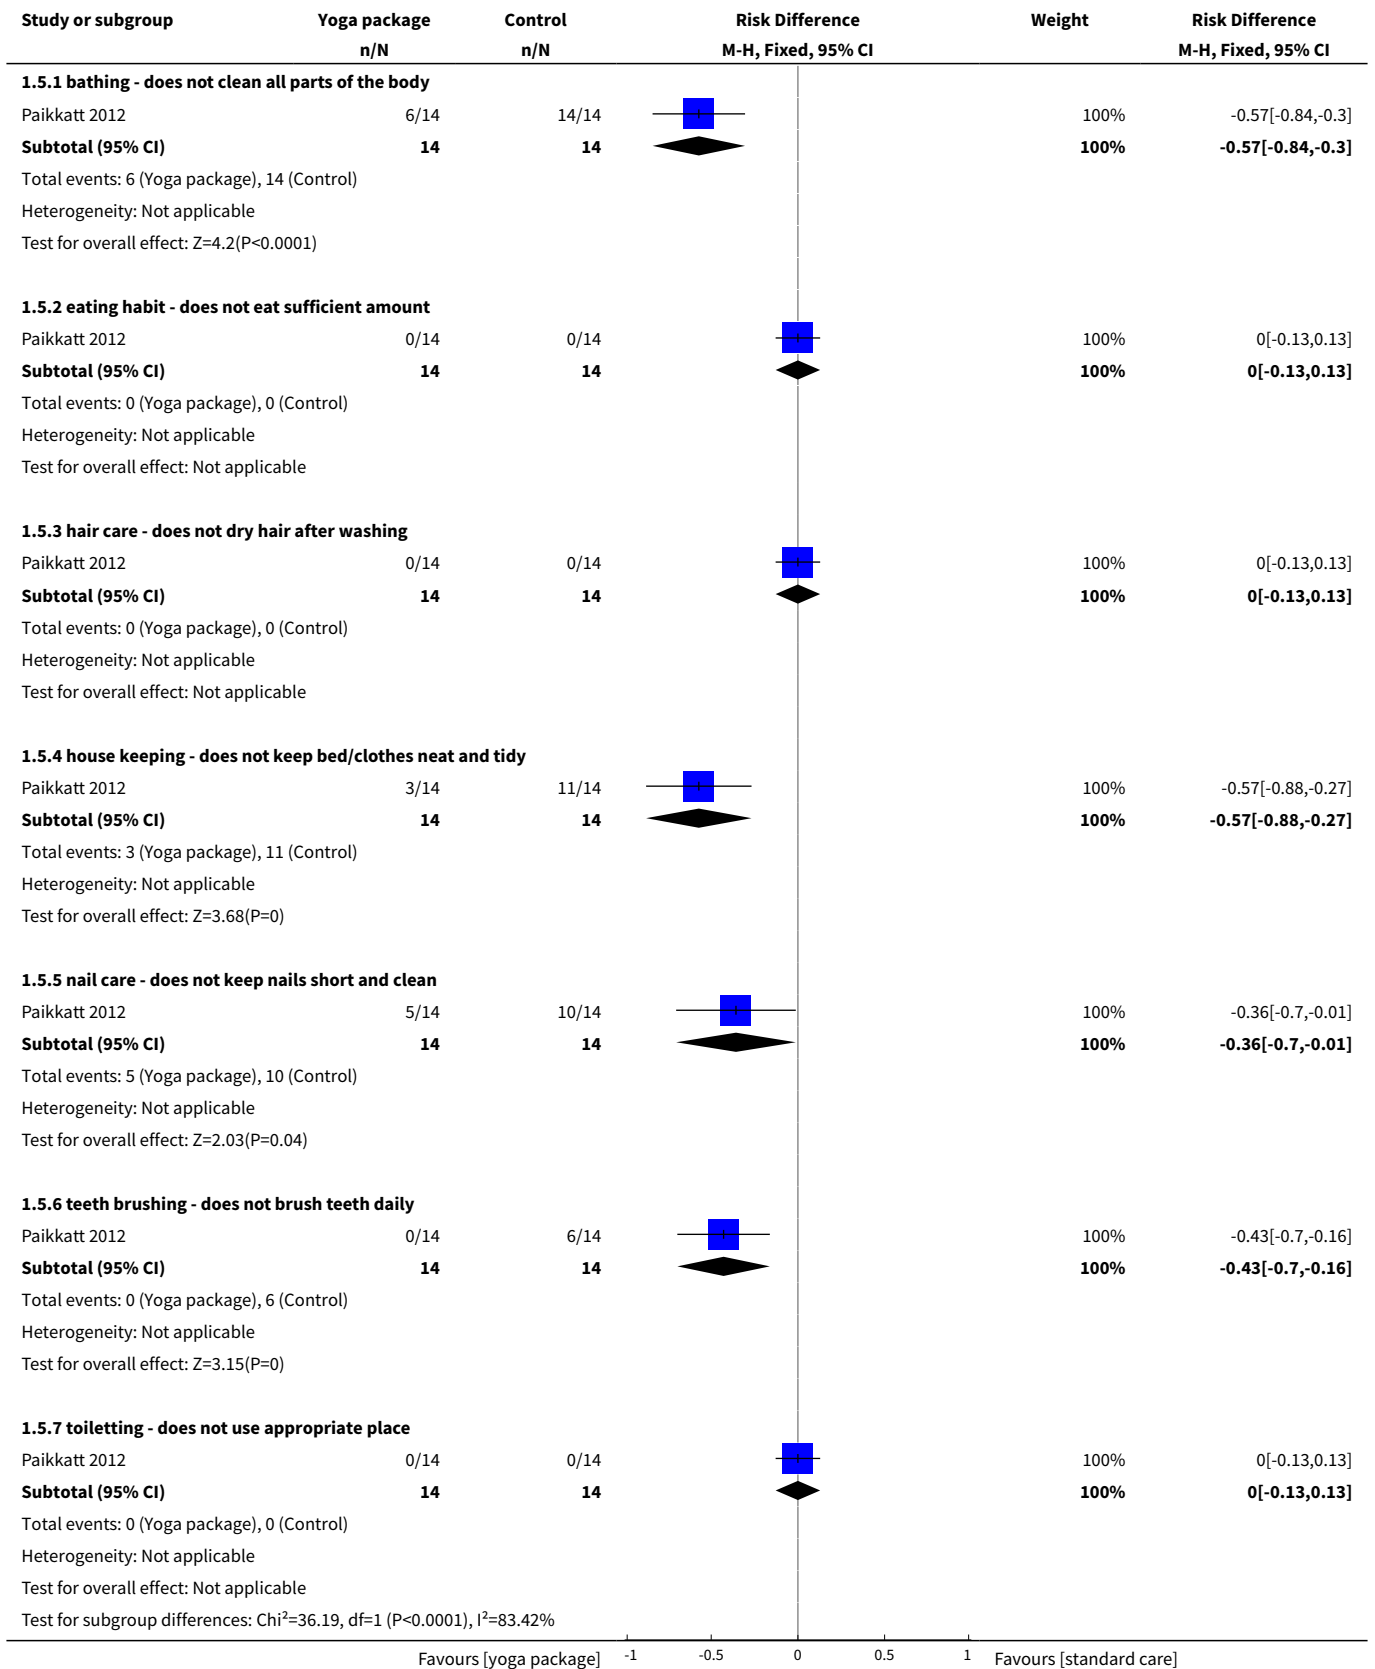 Study or subgroup Yoga package Control Risk Difference Weight Risk Difference
n/N n/N M-H, Fixed, 95% CI M-H, Fixed, 95% CI
1.5.1 bathing - does not clean all parts of the body
Paikkatt 2012 6/14 14/14 100% -0.57[-0.84,-0.3]
Subtotal (95% CI) 14 14 100% -0.57[-0.84,-0.3]
Total events: 6 (Yoga package), 14 (Control)
Heterogeneity: Not applicable
Test for overall effect: Z=4.2(P<0.0001)
1.5.2 eating habit - does not eat sufficient amount
Paikkatt 2012 0/14 0/14 100% 0[-0.13,0.13]
Subtotal (95% CI) 14 14 100% 0[-0.13,0.13]
Total events: 0 (Yoga package), 0 (Control)
Heterogeneity: Not applicable
Test for overall effect: Not applicable
1.5.3 hair care - does not dry hair after washing
Paikkatt 2012 0/14 0/14 100% 0[-0.13,0.13]
Subtotal (95% CI) 14 14 100% 0[-0.13,0.13]
Total events: 0 (Yoga package), 0 (Control)
Heterogeneity: Not applicable
Test for overall effect: Not applicable
1.5.4 house keeping - does not keep bed/clothes neat and tidy
Paikkatt 2012 3/14 11/14 100% -0.57[-0.88,-0.27]
Subtotal (95% CI) 14 14 100% -0.57[-0.88,-0.27]
Total events: 3 (Yoga package), 11 (Control)
Heterogeneity: Not applicable
Test for overall effect: Z=3.68(P=0)
1.5.5 nail care - does not keep nails short and clean
Paikkatt 2012 5/14 10/14 100% -0.36[-0.7,-0.01]
Subtotal (95% CI) 14 14 100% -0.36[-0.7,-0.01]
Total events: 5 (Yoga package), 10 (Control)
Heterogeneity: Not applicable
Test for overall effect: Z=2.03(P=0.04)
1.5.6 teeth brushing - does not brush teeth daily
Paikkatt 2012 0/14 6/14 100% -0.43[-0.7,-0.16]
Subtotal (95% CI) 14 14 100% -0.43[-0.7,-0.16]
Total events: 0 (Yoga package), 6 (Control)
Heterogeneity: Not applicable
Test for overall effect: Z=3.15(P=0)
1.5.7 toiletting - does not use appropriate place
Paikkatt 2012 0/14 0/14 100% 0[-0.13,0.13]
Subtotal (95% CI) 14 14 100% 0[-0.13,0.13]
Total events: 0 (Yoga package), 0 (Control)
Heterogeneity: Not applicable
Test for overall effect: Not applicable
Test for subgroup differences: Chi²=36.19, df=1 (P<0.0001), I²=83.42%
Favours [yoga package] -1 -0.5 0 0.5 1 Favours [standard care]